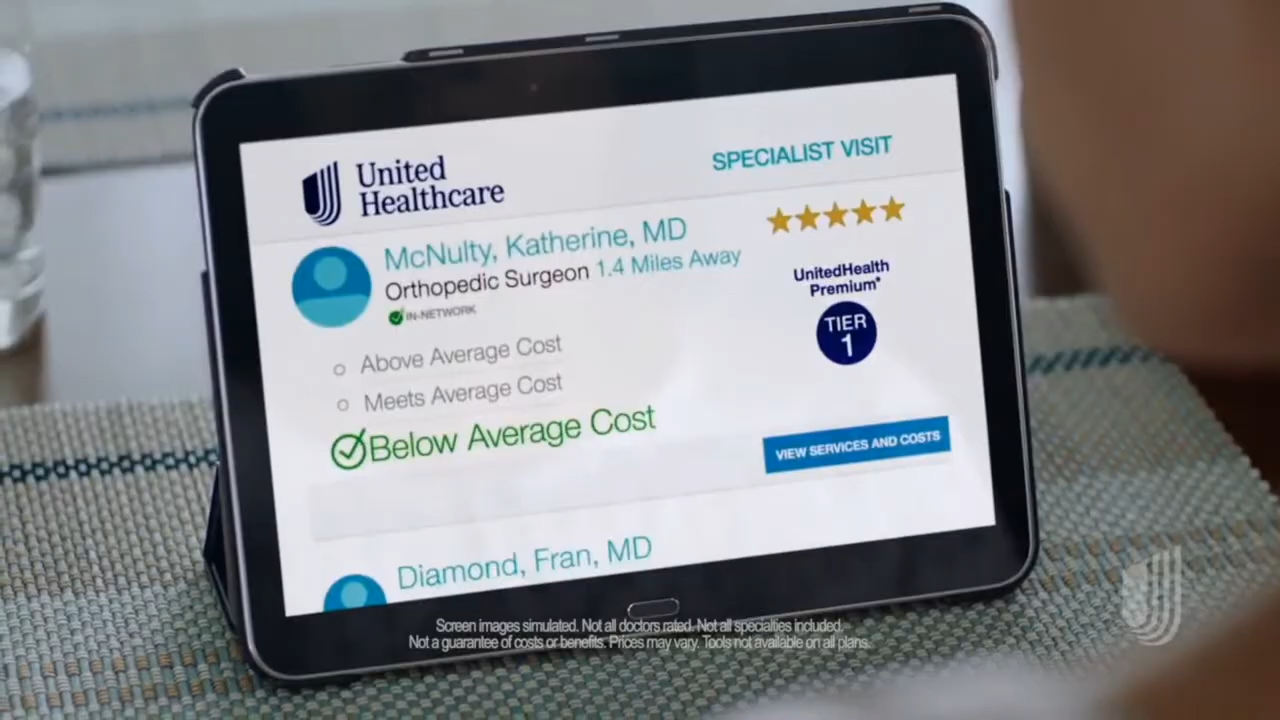 United
Healthcare
SPECIALIST VISIT
McNulty, Katherine, MD
Orthopedic Surgeon 1.4 Miles Away
IN-NETWORK
UnitedHealth
Premium*
TIER
1
Above Average Cost
Meets Average Cost
Below Average Cost
VIEW SERVICES AND COSTS
Diamond, Fran, MD
Screen images simulated. Not all doctors rated. Not all specialties included.
Not a guarantee of costs or benefits. Prices may vary. Tools not available on all plans.